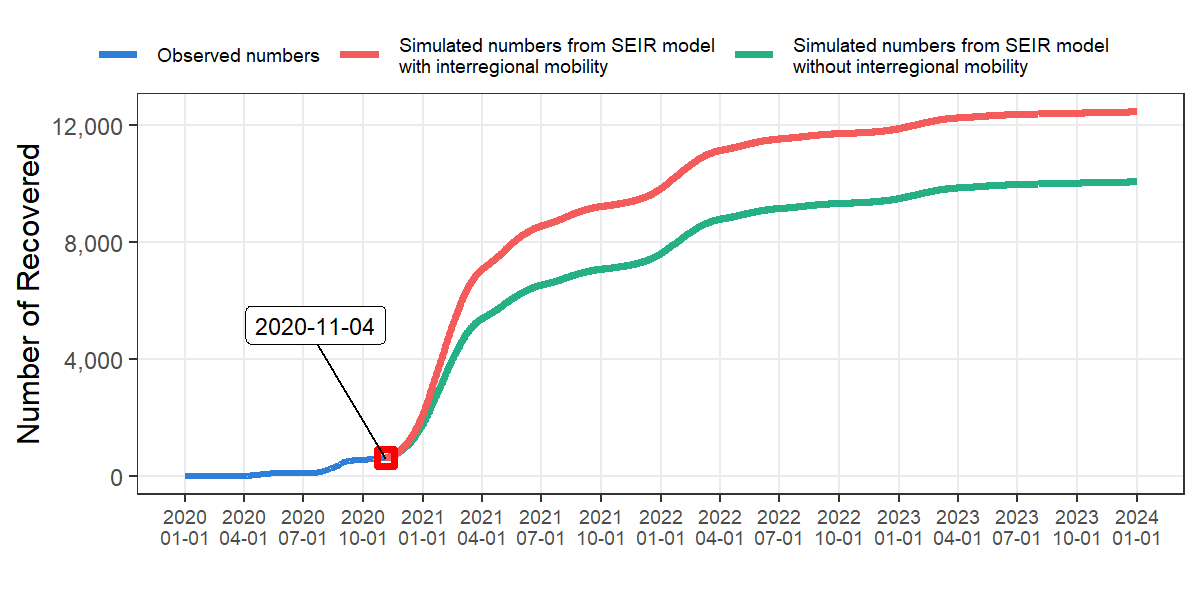 Observed numbers
Simulated numbers from SEIR model
with interregional mobility
Simulated numbers from SEIR model
without interregional mobility
Number of Recovered
12,000
8,000
4,000
0
2020-11-04
2020 2020 2020 2020 2021 2021 2021 2021 2022 2022 2022 2022 2023 2023 2023 2023 2024
01-01 04-01 07-01 10-01 01-01 04-01 07-01 10-01 01-01 04-01 07-01 10-01 01-01 04-01 07-01 10-01 01-01